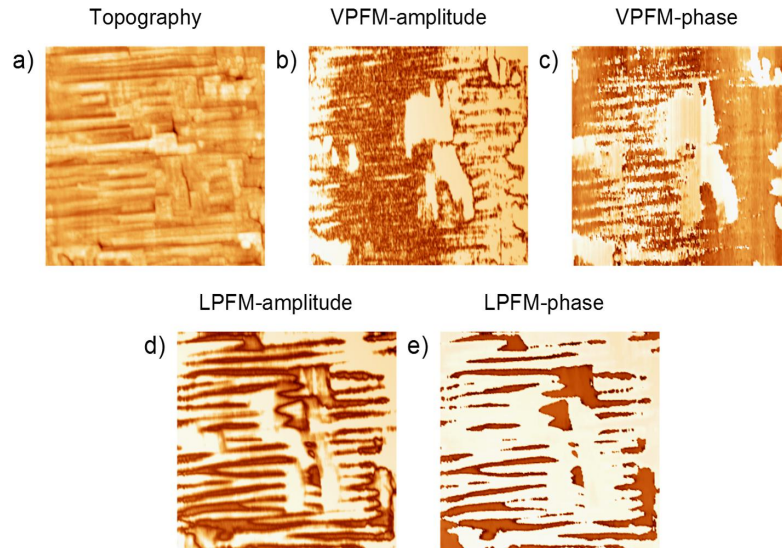 Topography
VPFM-amplitude
VPFM-phase
a)
b)
c)
LPFM-amplitude
LPFM-phase
d)
e)